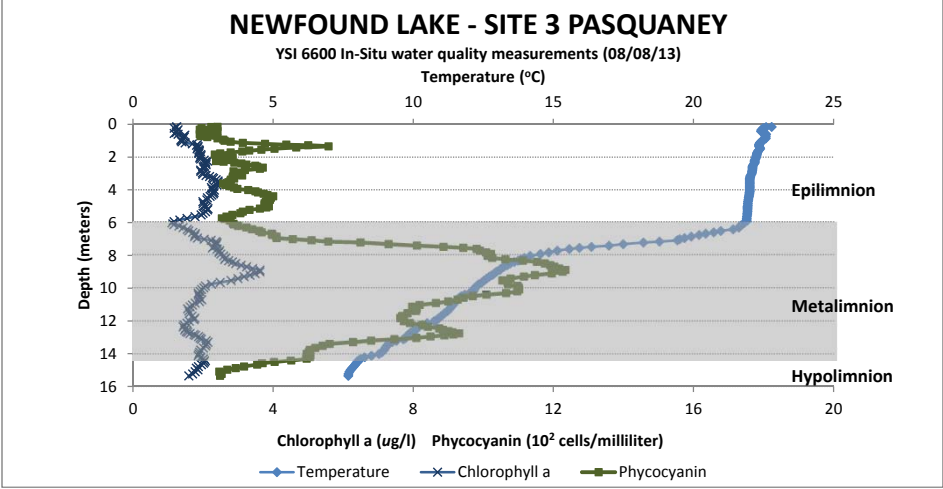 NEWFOUND LAKE - SITE 3 PASQUANEY
YSI 6600 In-Situ water quality measurements (08/08/13)
Temperature (°C)
0 5 10 15 20 25
0
2
4
6
8
10
12
14
16
Depth (meters)
Epilimnion
Metalimnion
Hypolimnion
0 4 8 12 16 20
Chlorophyll a (ug/l) Phycocyanin (10² cells/milliliter)
Temperature Chlorophyll a Phycocyanin